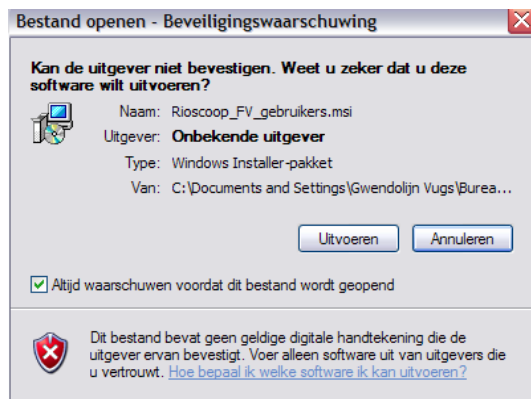 Bestand openen - Beveiligingswaarschuwing
Kan de uitgever niet bevestigen. Weet u zeker dat u deze
software wilt uitvoeren?
Naam: Rioscoop_FV_gebruikers.msi
Uitgever: Onbekende uitgever
Type: Windows Installer-pakket
Van: C:\Documents and Settings\Gwendolijn Vugs\Burea...
Uitvoeren Annuleren
Altijd waarschuwen voordat dit bestand wordt geopend
Dit bestand bevat geen geldige digitale handtekening die de
uitgever ervan bevestigt. Voer alleen software uit van uitgevers die
u vertrouwt. Hoe bepaal ik welke software ik kan uitvoeren?